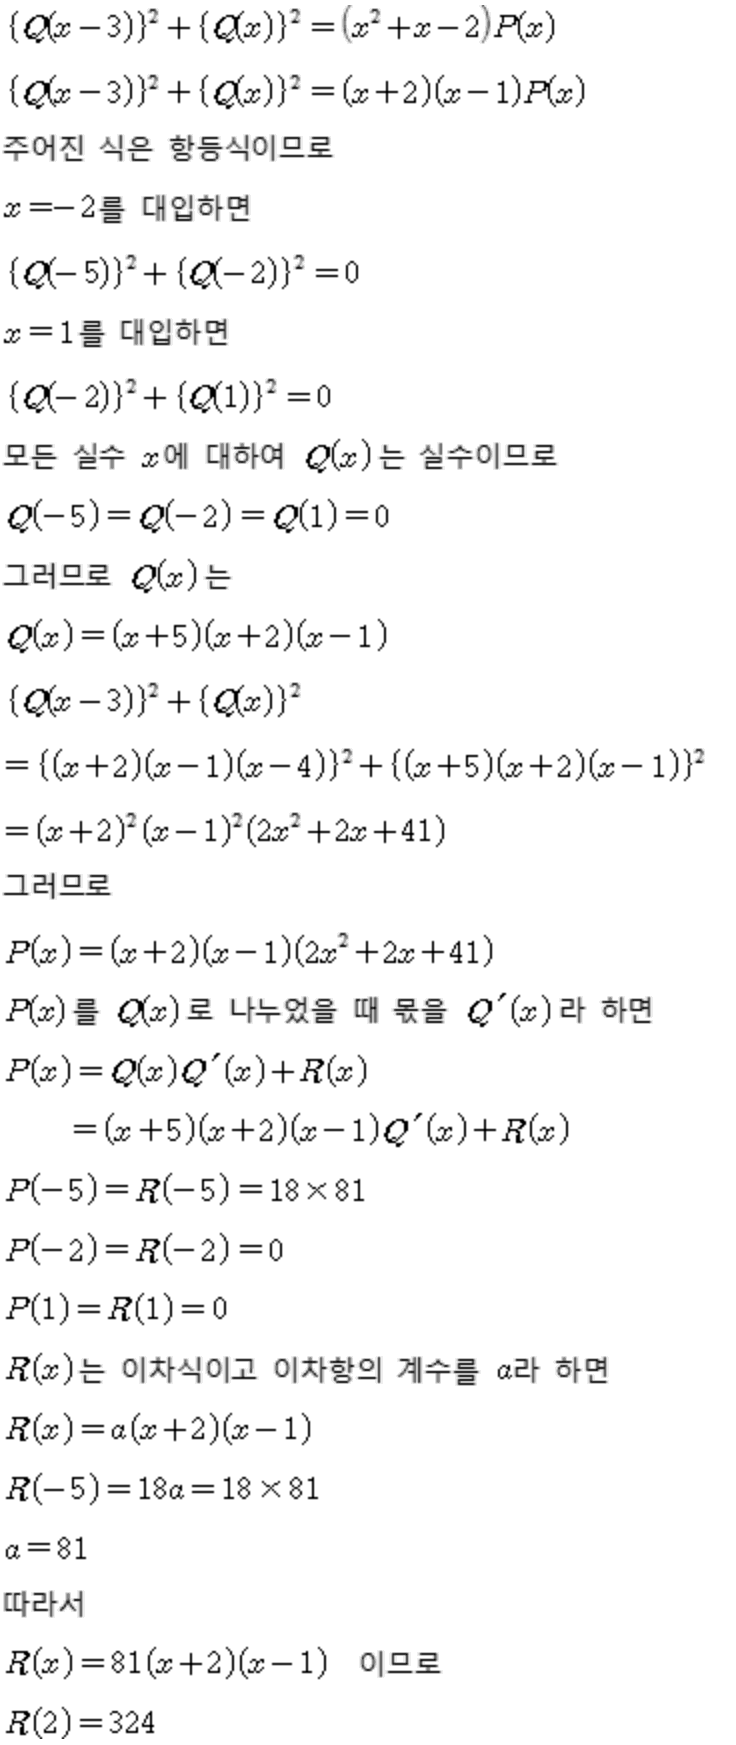 {Q(x−3)}²+{Q(x)}²=(x²+x−2)P(x)
{Q(x−3)}²+{Q(x)}²=(x+2)(x−1)P(x)
주어진 식은 항등식이므로
x=−2를 대입하면
{Q(−5)}²+{Q(−2)}²=0
x=1를 대입하면
{Q(−2)}²+{Q(1)}²=0
모든 실수 x에 대하여 Q(x)는 실수이므로
Q(−5)=Q(−2)=Q(1)=0
그러므로 Q(x)는
Q(x)=(x+5)(x+2)(x−1)
{Q(x−3)}²+{Q(x)}²
={(x+2)(x−1)(x−4)}²+{(x+5)(x+2)(x−1)}²
=(x+2)²(x−1)²(2x²+2x+41)
그러므로
P(x)=(x+2)(x−1)(2x²+2x+41)
P(x)를 Q(x)로 나누었을 때 몫을 Q′(x)라 하면
P(x)=Q(x)Q′(x)+R(x)
=(x+5)(x+2)(x−1)Q′(x)+R(x)
P(−5)=R(−5)=18×81
P(−2)=R(−2)=0
P(1)=R(1)=0
R(x)는 이차식이고 이차항의 계수를 a라 하면
R(x)=a(x+2)(x−1)
R(−5)=18a=18×81
a=81
따라서
R(x)=81(x+2)(x−1) 이므로
R(2)=324